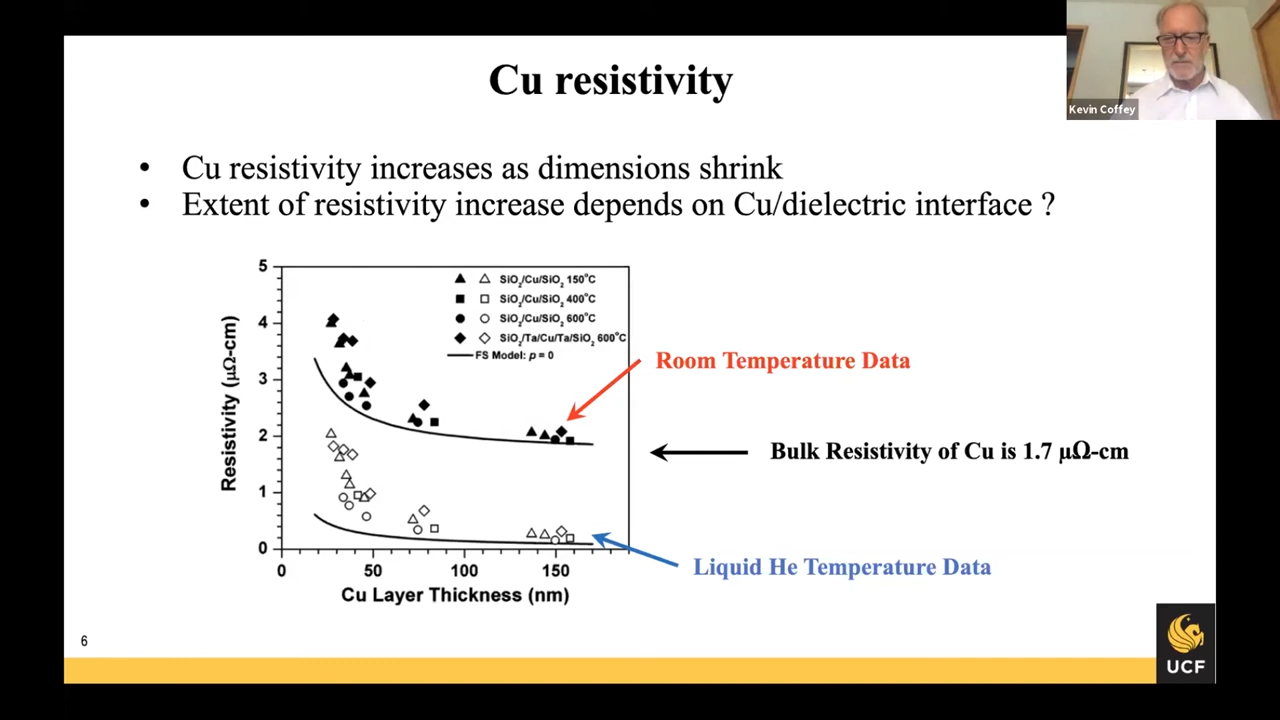 Cu resistivity
Kevin Coffey
• Cu resistivity increases as dimensions shrink
• Extent of resistivity increase depends on Cu/dielectric interface ?
5
4
3
2
1
0
Resistivity (μΩ-cm)
SiO₂/Cu/SiO₂ 150°C
SiO₂/Cu/SiO₂ 400°C
SiO₂/Cu/SiO₂ 600°C
SiO₂/Ta/Cu/Ta/SiO₂ 600°C
FS Model: p = 0
Room Temperature Data
Bulk Resistivity of Cu is 1.7 μΩ-cm
Liquid He Temperature Data
0 50 100 150
Cu Layer Thickness (nm)
6
UCF